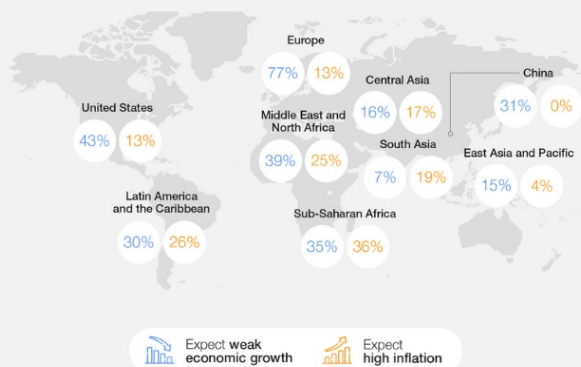 Europe
77% 13%
Central Asia
16% 17%
China
31% 0%
United States
43% 13%
Middle East and
North Africa
39% 25%
South Asia
7% 19%
East Asia and Pacific
15% 4%
Latin America
and the Caribbean
30% 26%
Sub-Saharan Africa
35% 36%
Expect weak
economic growth
Expect
high inflation